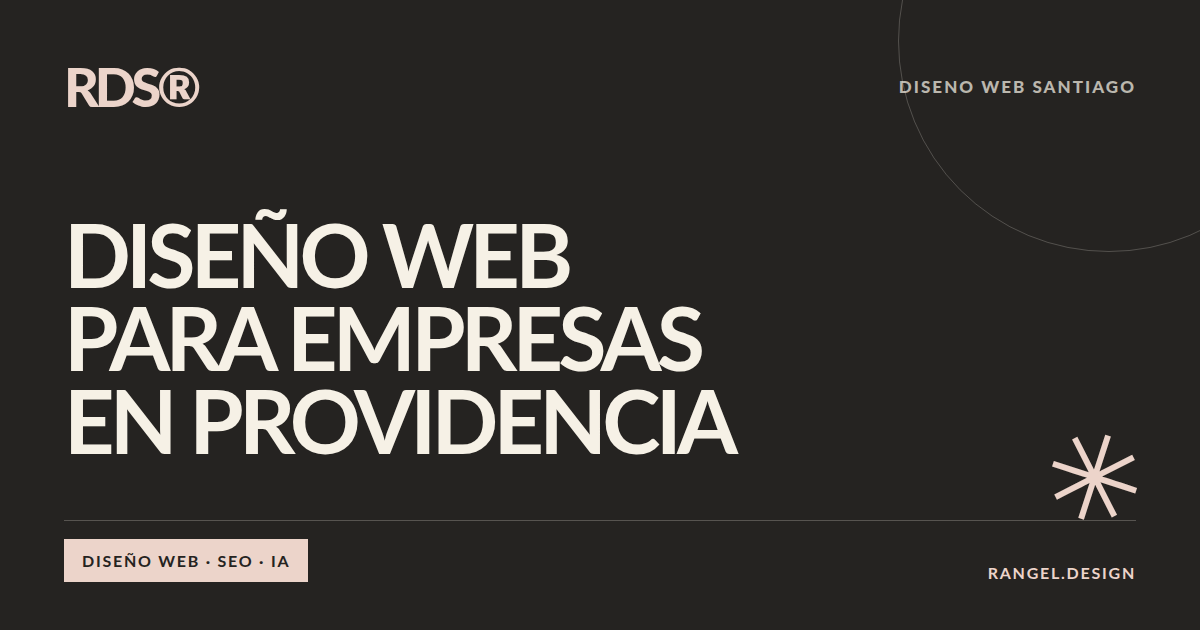 RDS®
DISENO WEB SANTIAGO
DISEÑO WEB
PARA EMPRESAS
EN PROVIDENCIA
DISEÑO WEB · SEO · IA
RANGEL.DESIGN